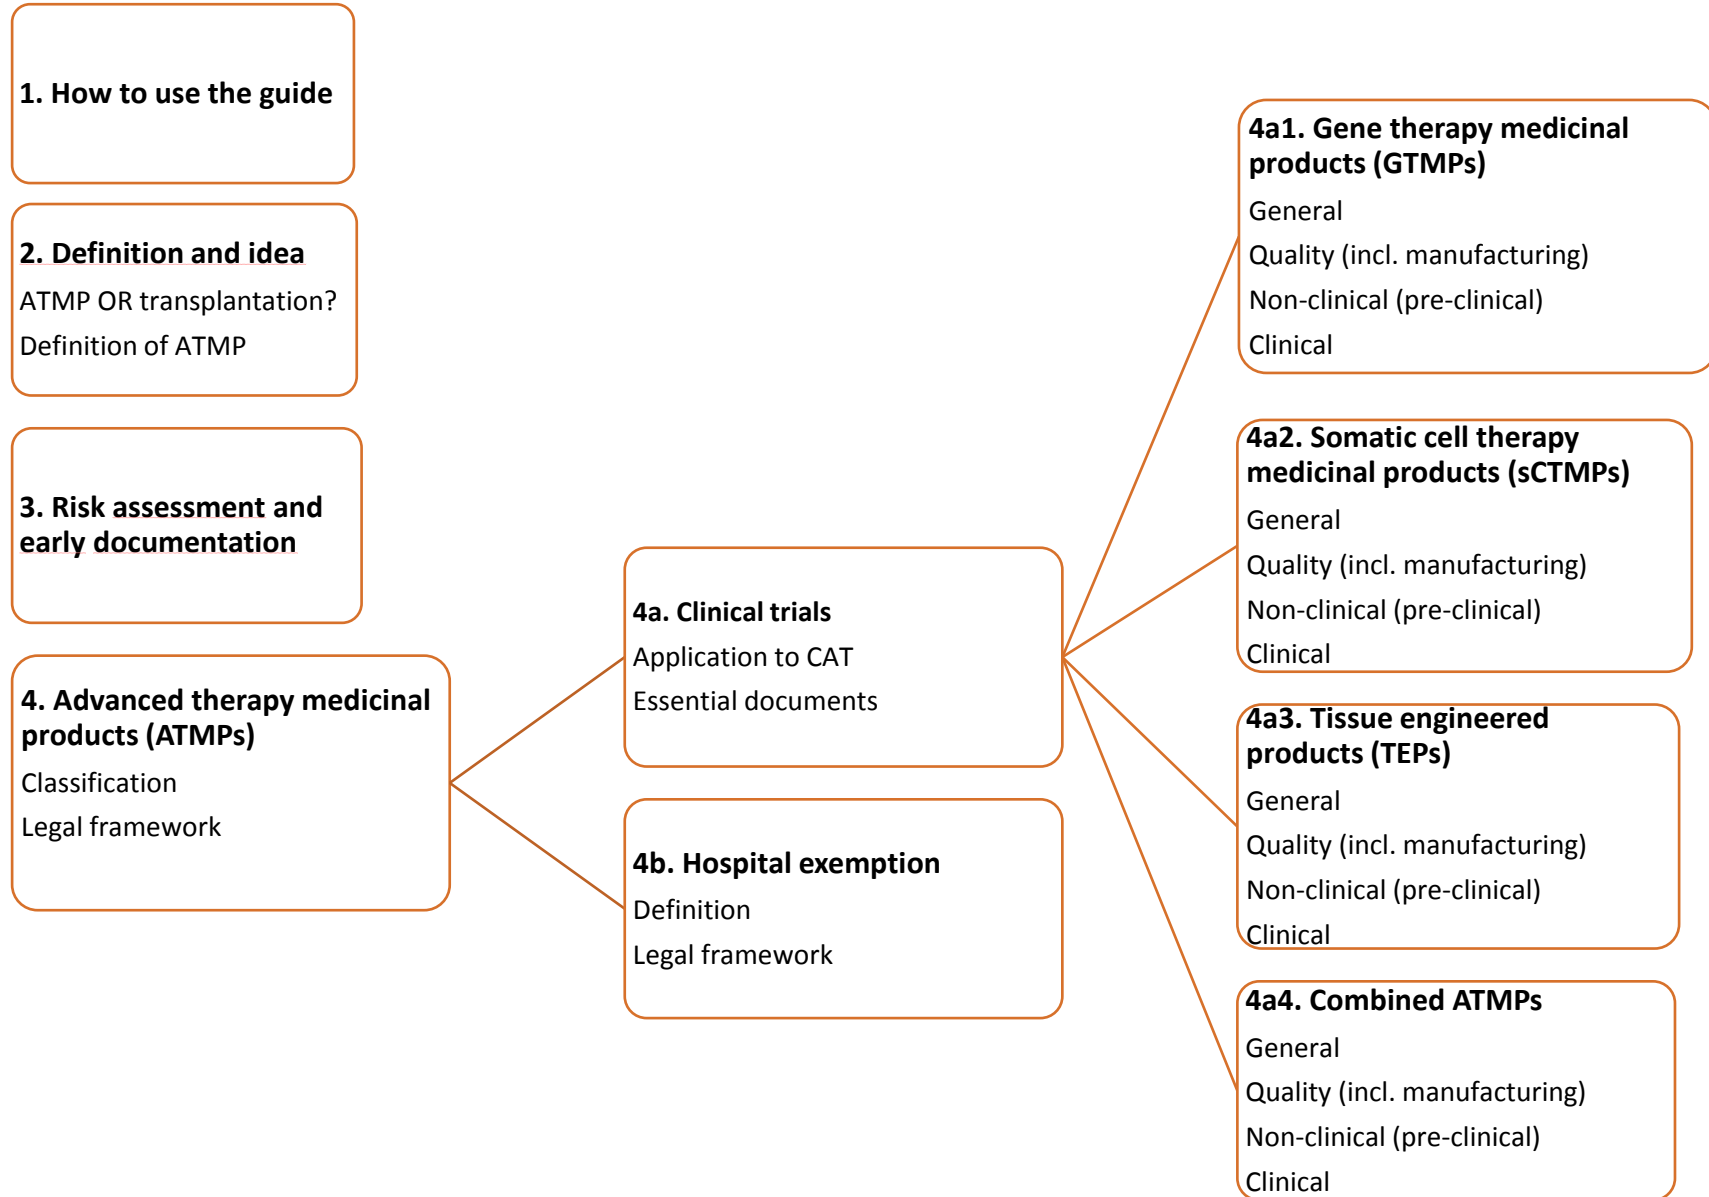 1. How to use the guide
2. Definition and idea
ATMP OR transplantation?
Definition of ATMP
3. Risk assessment and
early documentation
4. Advanced therapy medicinal
products (ATMPs)
Classification
Legal framework
4a. Clinical trials
Application to CAT
Essential documents
4b. Hospital exemption
Definition
Legal framework
4a1. Gene therapy medicinal
products (GTMPs)
General
Quality (incl. manufacturing)
Non-clinical (pre-clinical)
Clinical
4a2. Somatic cell therapy
medicinal products (sCTMPs)
General
Quality (incl. manufacturing)
Non-clinical (pre-clinical)
Clinical
4a3. Tissue engineered
products (TEPs)
General
Quality (incl. manufacturing)
Non-clinical (pre-clinical)
Clinical
4a4. Combined ATMPs
General
Quality (incl. manufacturing)
Non-clinical (pre-clinical)
Clinical